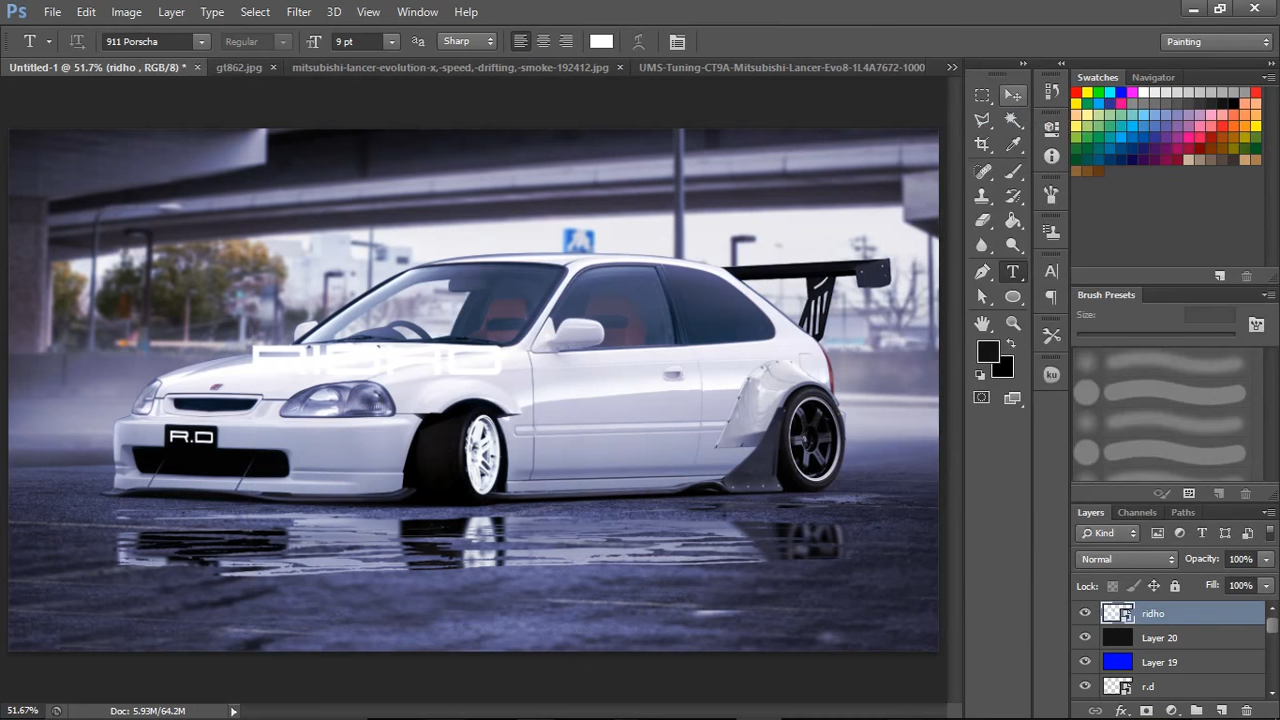 Ps File Edit Image Layer Type Select Filter 3D View Window Help
T 911 Porscha Regular 9 pt aa Sharp Painting
Untitled-1 @ 51.7% (ridho , RGB/8) * × gt862.jpg × mitsubishi-lancer-evolution-x,-speed,-drifting,-smoke-192412.jpg × UMS-Tuning-CT9A-Mitsubishi-Lancer-Evo8-1L4A7672-1000 >>
Swatches Navigator
Brush Presets
Size:
RIDHO
R.D
ku
Layers Channels Paths
Kind
Normal Opacity: 100%
Lock: Fill: 100%
ridho
Layer 20
Layer 19
r.d
51.67% Doc: 5.93M/64.2M